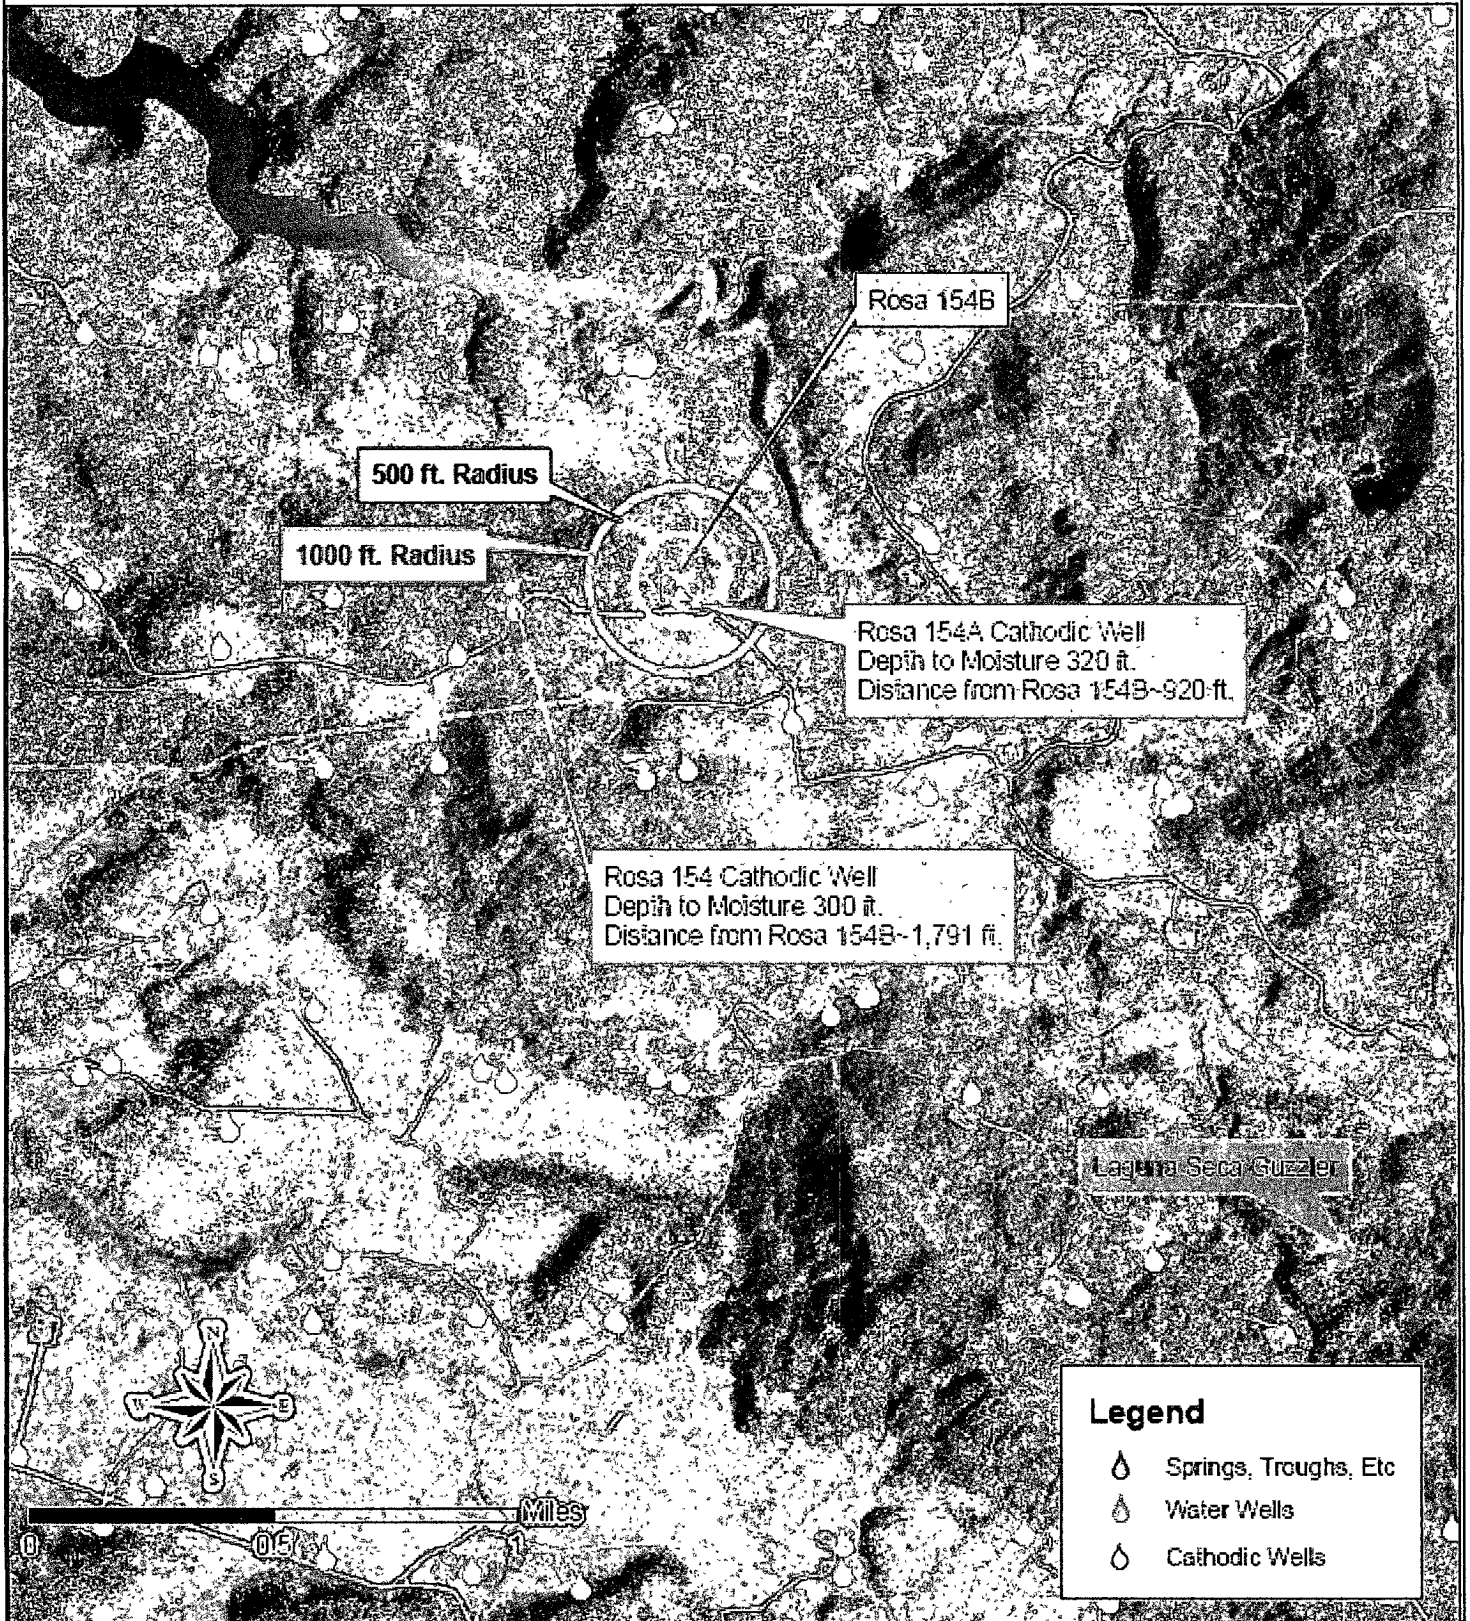 Rosa 154B
500 ft. Radius
1000 ft. Radius
Rosa 154A Cathodic Well
Depth to Moisture 320 ft.
Distance from Rosa 154B~920 ft.
Rosa 154 Cathodic Well
Depth to Moisture 300 ft.
Distance from Rosa 154B~1,791 ft.
Laguna Seca Guzzler
N
W
E
S
Miles
0
0.5
1
Legend
Springs, Troughs, Etc
Water Wells
Cathodic Wells